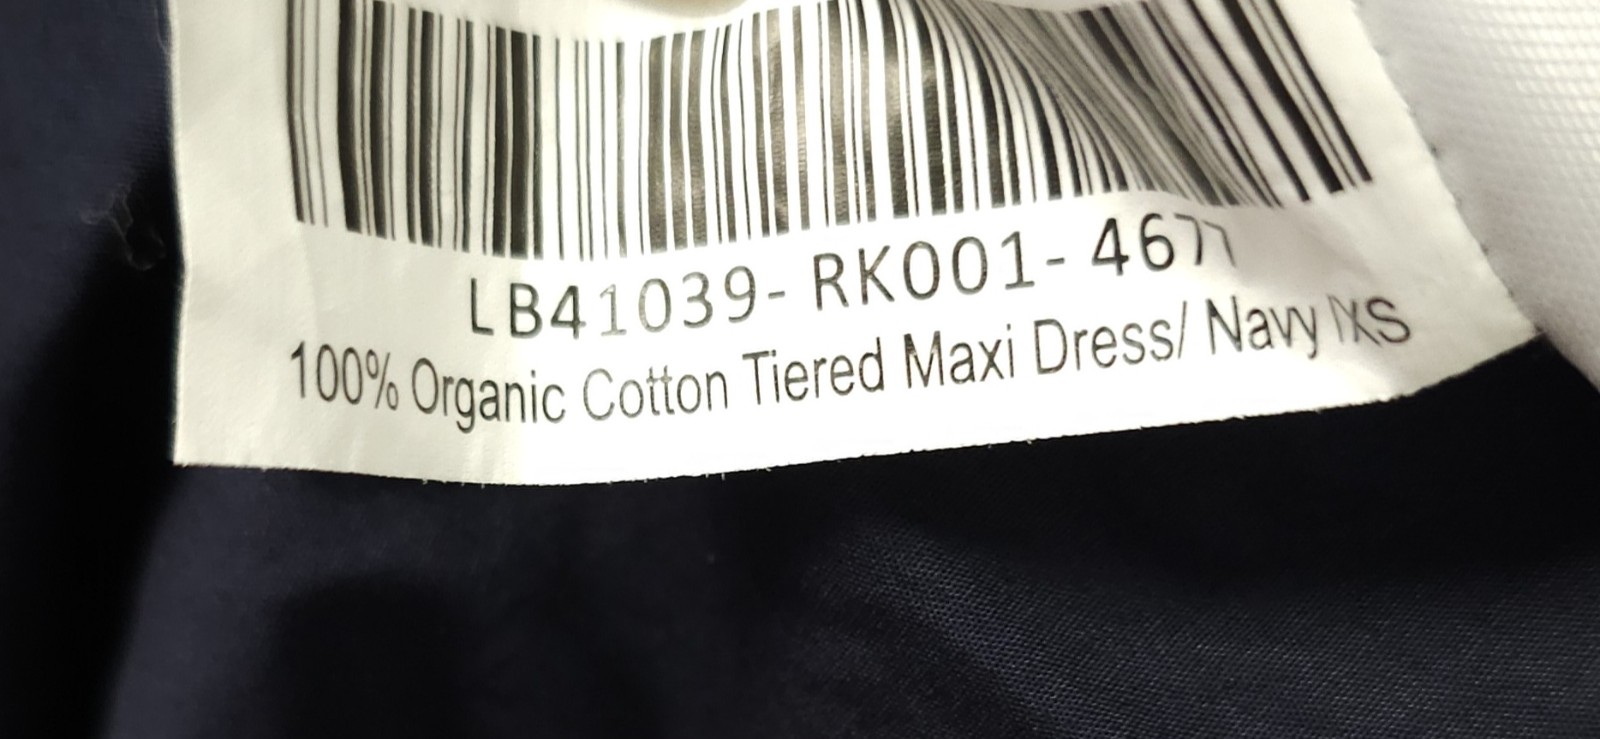 LB41039-RK001-4677
100% Organic Cotton Tiered Maxi Dress/ Navy |XS